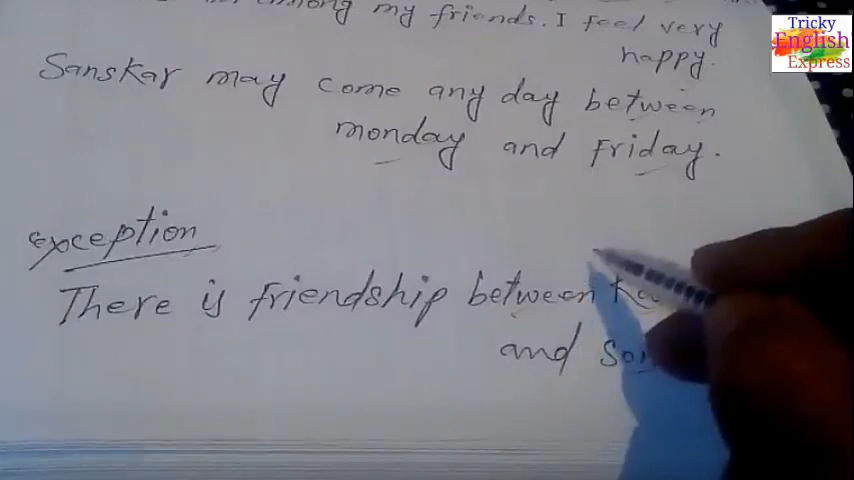 among my friends. I feel very
happy.
Sanskar may come any day between
monday and Friday.
exception
There is friendship between
and
Tricky
English
Express